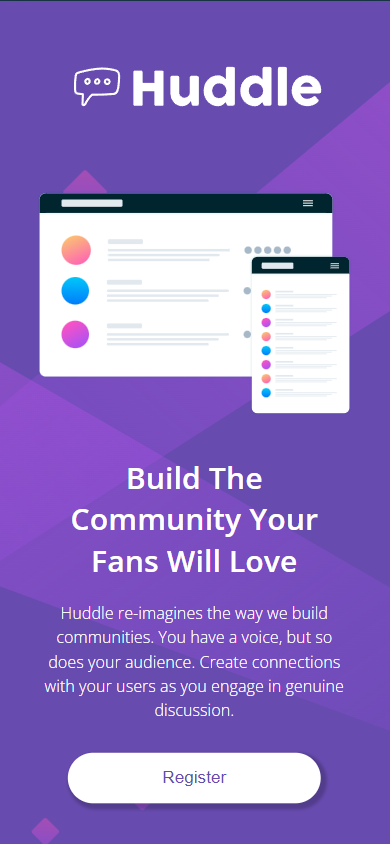 Huddle
Build The
Community Your
Fans Will Love
Huddle re-imagines the way we build
communities. You have a voice, but so
does your audience. Create connections
with your users as you engage in genuine
discussion.
Register